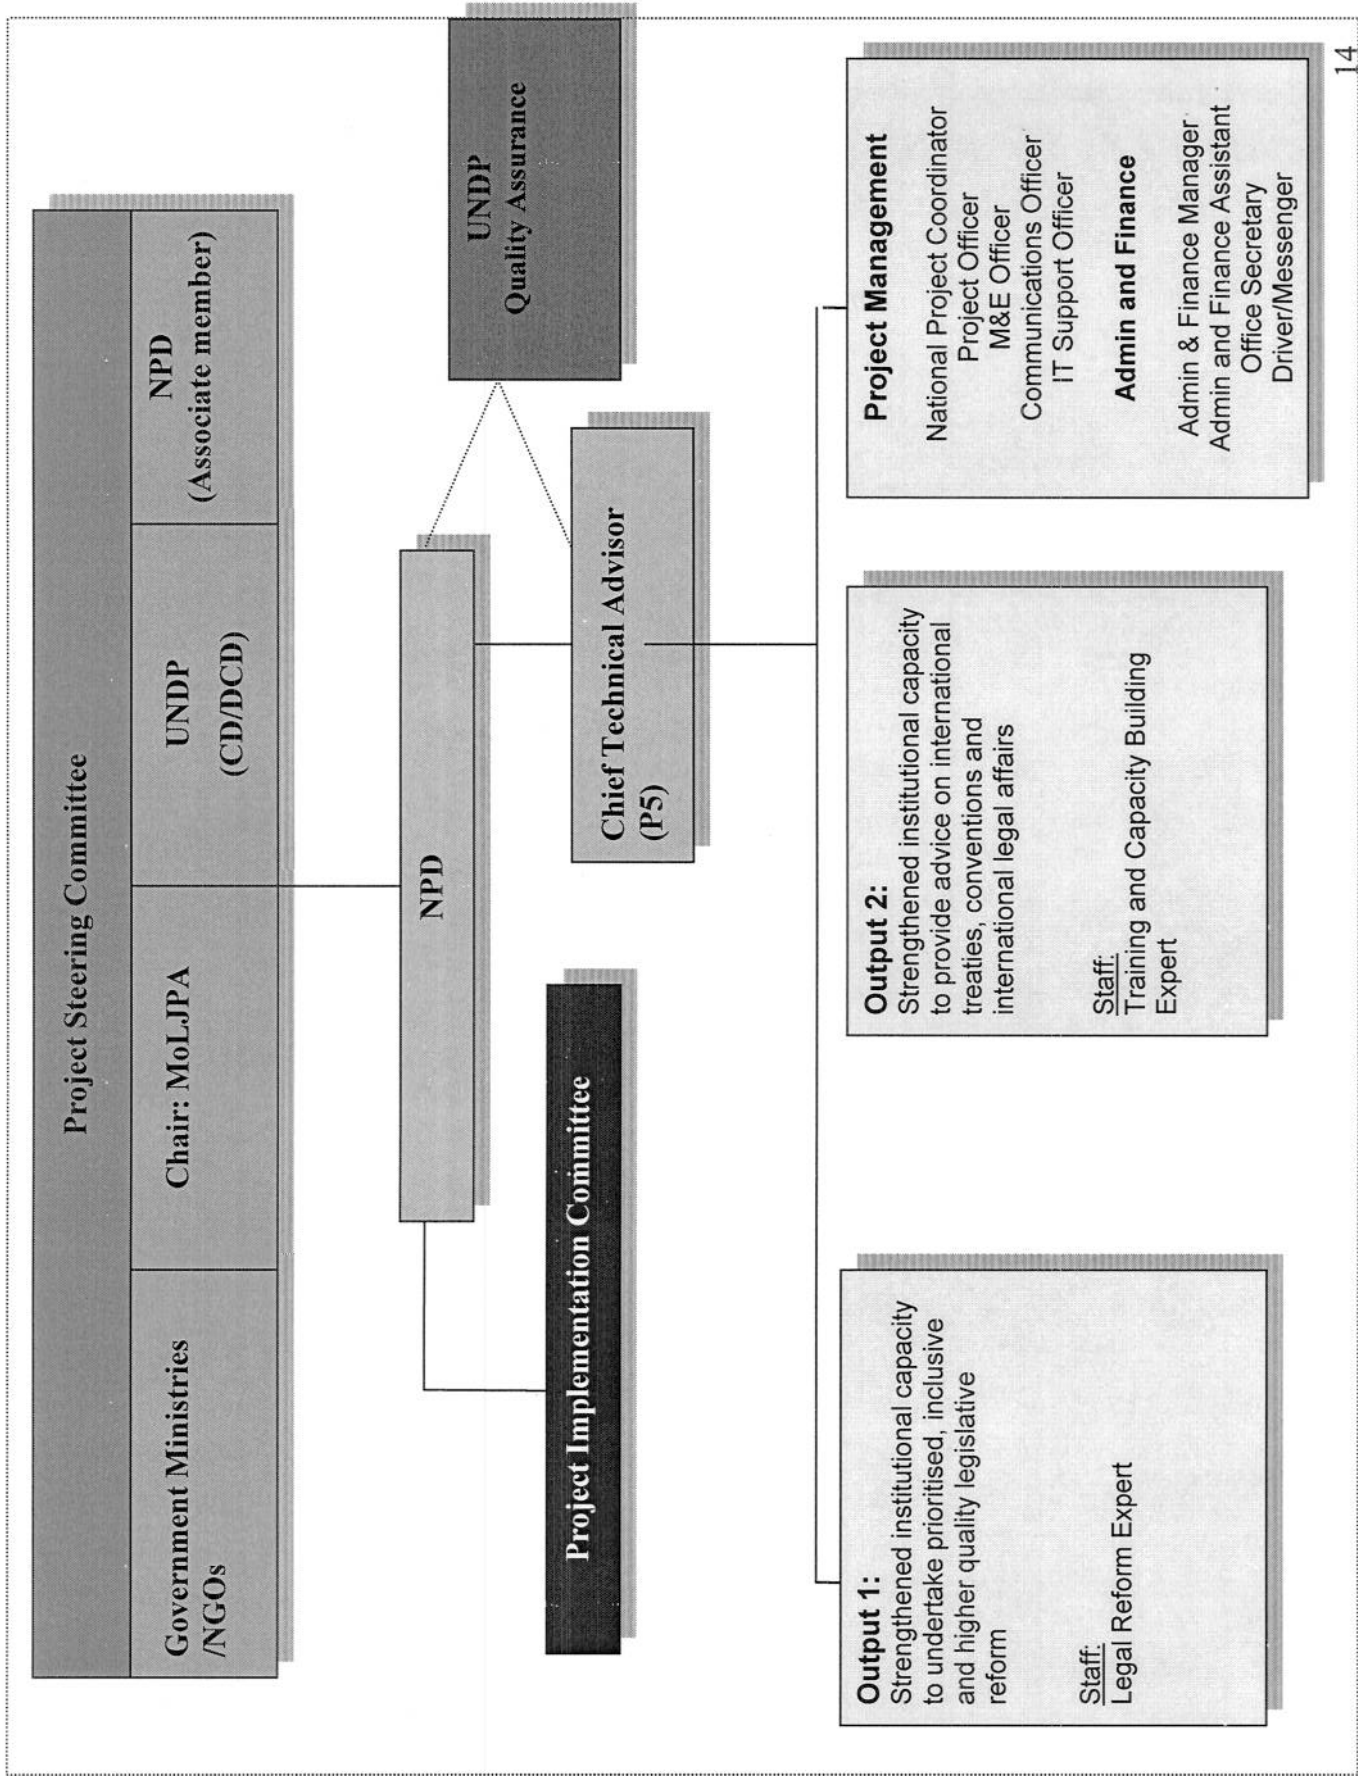 Project Steering Committee
Government Ministries
/NGOs
Chair: MoLJPA
UNDP
(CD/DCD)
NPD
(Associate member)
NPD
UNDP
Quality Assurance
Project Implementation Committee
Chief Technical Advisor
(P5)
Output 1:
Strengthened institutional capacity
to undertake prioritised, inclusive
and higher quality legislative
reform
Staff:
Legal Reform Expert
Output 2:
Strengthened institutional capacity
to provide advice on international
treaties, conventions and
international legal affairs
Staff:
Training and Capacity Building
Expert
Project Management
National Project Coordinator
Project Officer
M&E Officer
Communications Officer
IT Support Officer
Admin and Finance
Admin & Finance Manager
Admin and Finance Assistant
Office Secretary
Driver/Messenger
14